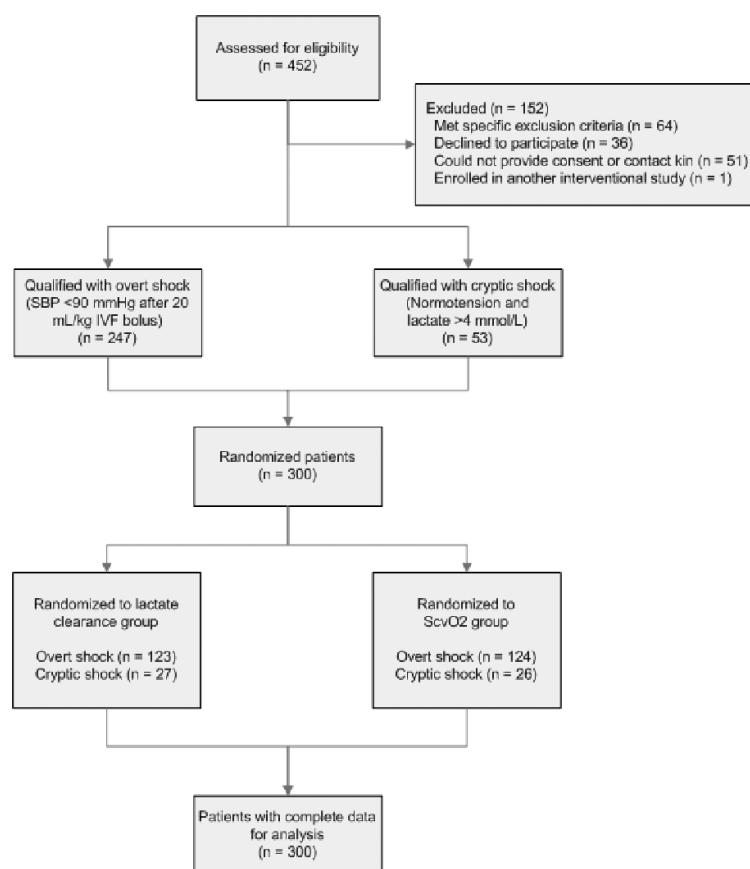 Assessed for eligibility
(n = 452)
Excluded (n = 152)
Met specific exclusion criteria (n = 64)
Declined to participate (n = 36)
Could not provide consent or contact kin (n = 51)
Enrolled in another interventional study (n = 1)
Qualified with overt shock
(SBP <90 mmHg after 20
mL/kg IVF bolus)
(n = 247)
Qualified with cryptic shock
(Normotension and
lactate >4 mmol/L)
(n = 53)
Randomized patients
(n = 300)
Randomized to lactate
clearance group
Overt shock (n = 123)
Cryptic shock (n = 27)
Randomized to
ScvO2 group
Overt shock (n = 124)
Cryptic shock (n = 26)
Patients with complete data
for analysis
(n = 300)